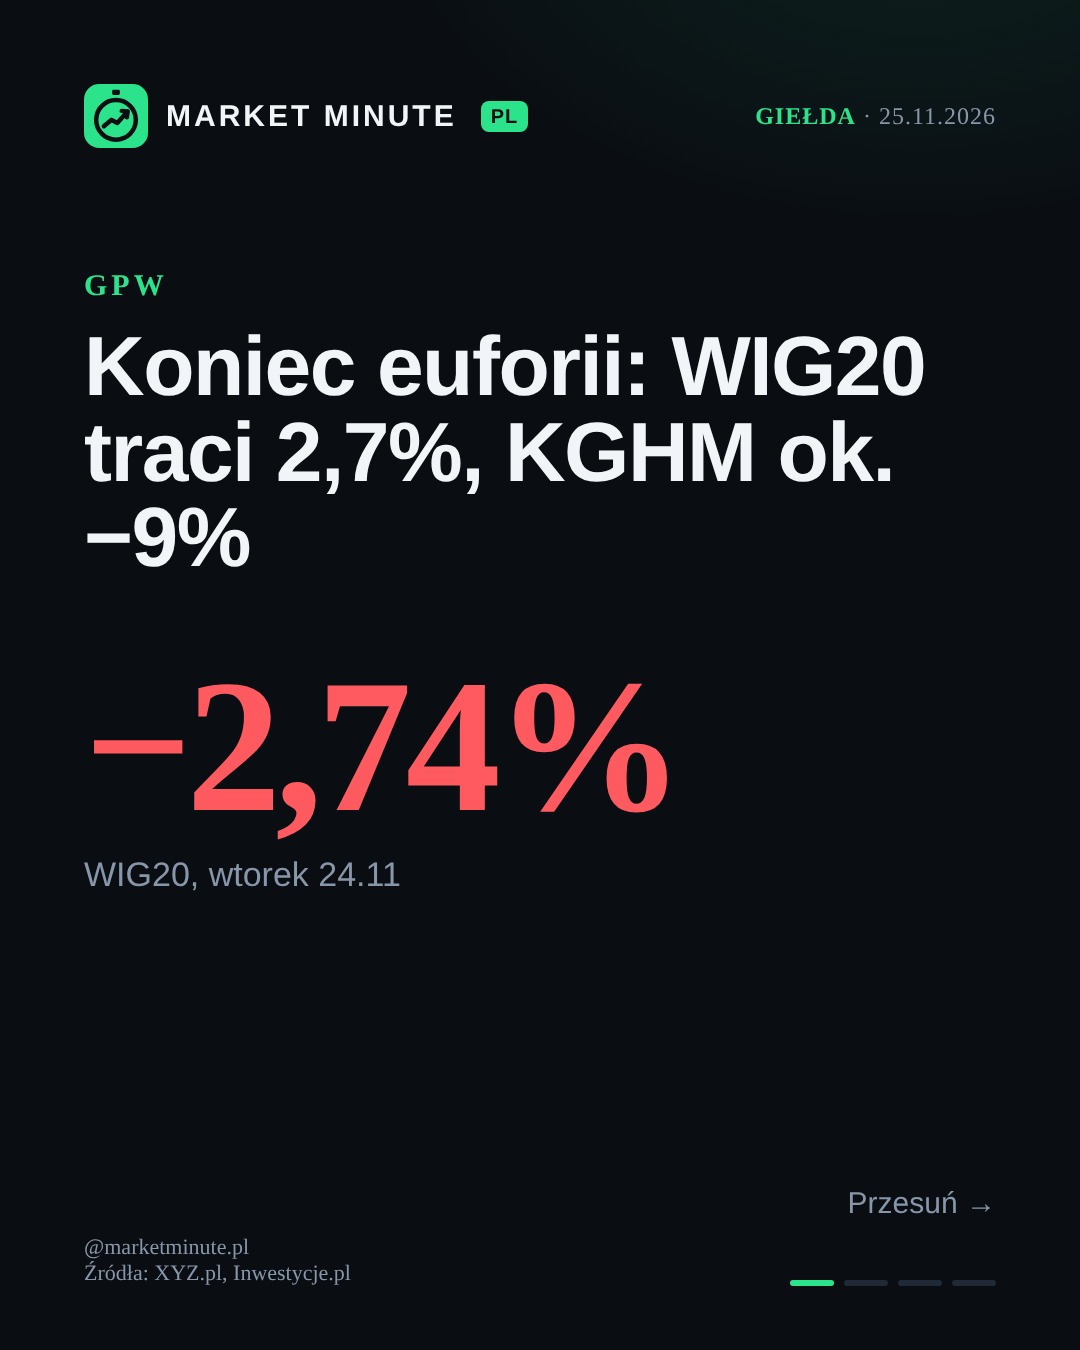 MARKET MINUTE PL
GIEŁDA · 25.11.2026
GPW
Koniec euforii: WIG20
traci 2,7%, KGHM ok.
−9%
−2,74%
WIG20, wtorek 24.11
Przesuń →
@marketminute.pl
Źródła: XYZ.pl, Inwestycje.pl